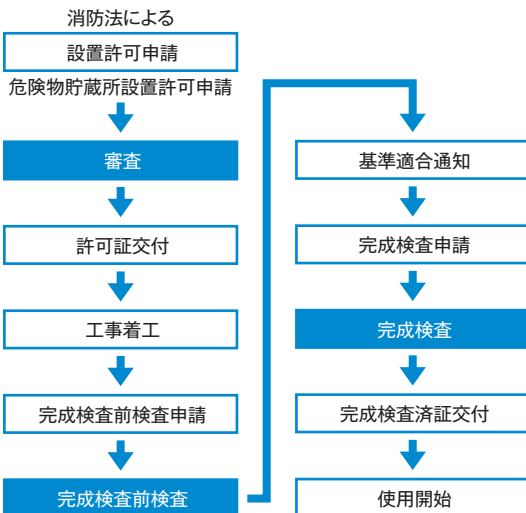 消防法による
設置許可申請
危険物貯蔵所設置許可申請
審査
許可証交付
工事着工
完成検査前検査申請
完成検査前検査
基準適合通知
完成検査申請
完成検査
完成検査済証交付
使用開始